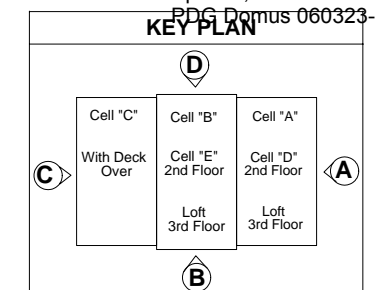 PDG Domus 060323-
KEY PLAN
D
Cell "C"
Cell "B"
Cell "A"
With Deck
Over
Cell "E"
2nd Floor
Cell "D"
2nd Floor
C
A
Loft
3rd Floor
Loft
3rd Floor
B